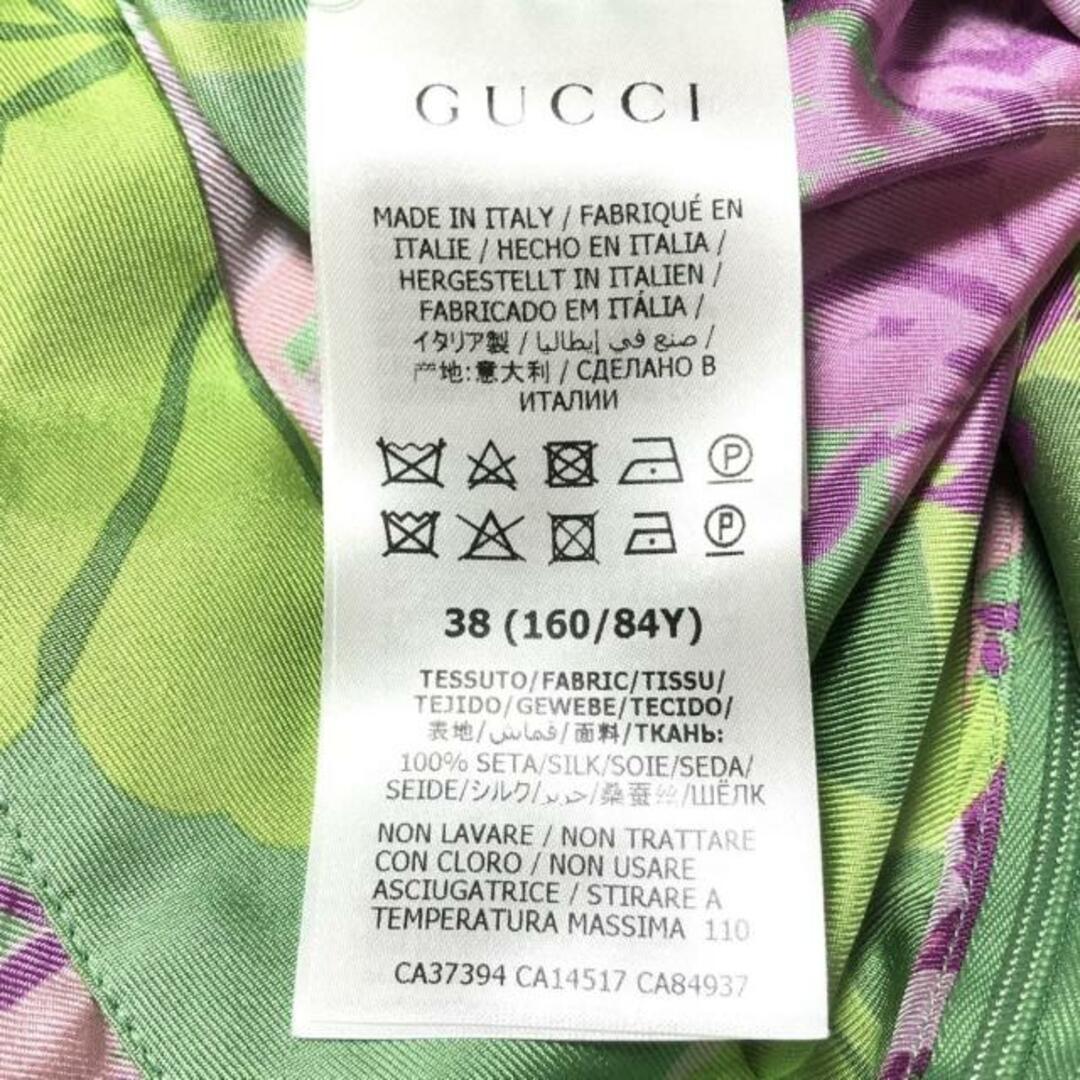 GUCCI
MADE IN ITALY / FABRIQUÉ EN
ITALIE / HECHO EN ITALIA /
HERGESTELLT IN ITALIEN /
FABRICADO EM ITÁLIA /
イタリア製 / صنع في إيطاليا /
产地:意大利 / СДЕЛАНО В
ИТАЛИИ
P
P
38 (160/84Y)
TESSUTO/FABRIC/TISSU/
TEJIDO/GEWEBE/TECIDO/
表地/قماش/面料/ТКАНЬ:
100% SETA/SILK/SOIE/SEDA/
SEIDE/シルク/حرير/桑蚕丝/ШЁЛК
NON LAVARE / NON TRATTARE
CON CLORO / NON USARE
ASCIUGATRICE / STIRARE A
TEMPERATURA MASSIMA 110
CA37394 CA14517 CA84937